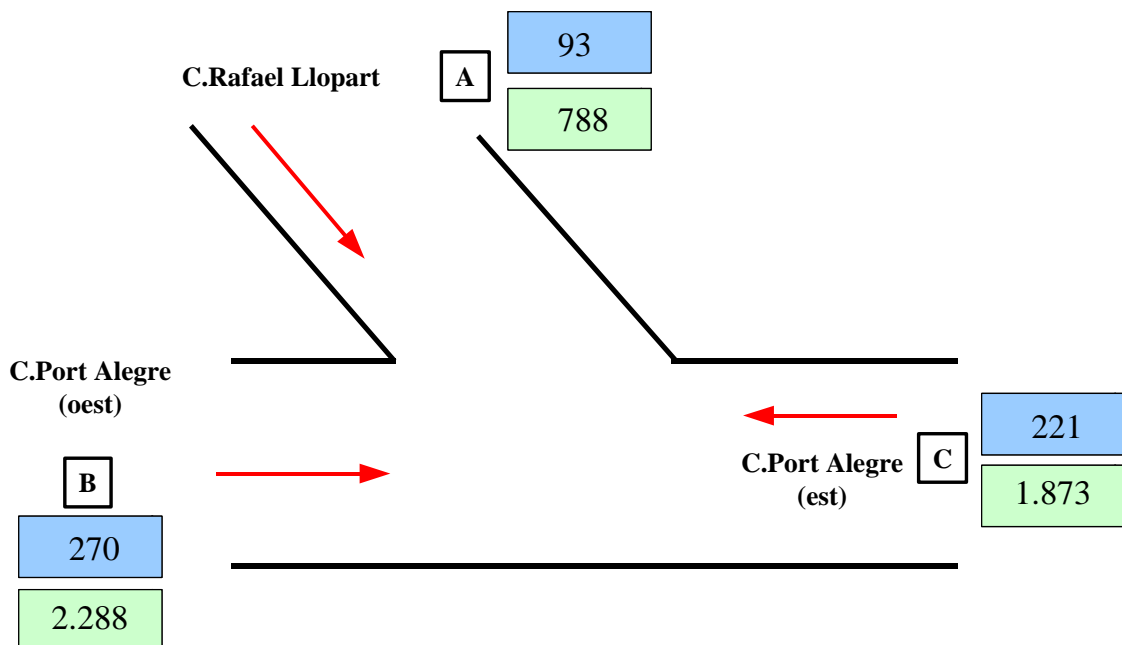 93
C.Rafael Llopart
A
788
C.Port Alegre
(oest)
B
270
2.288
221
C.Port Alegre
(est)
C
1.873